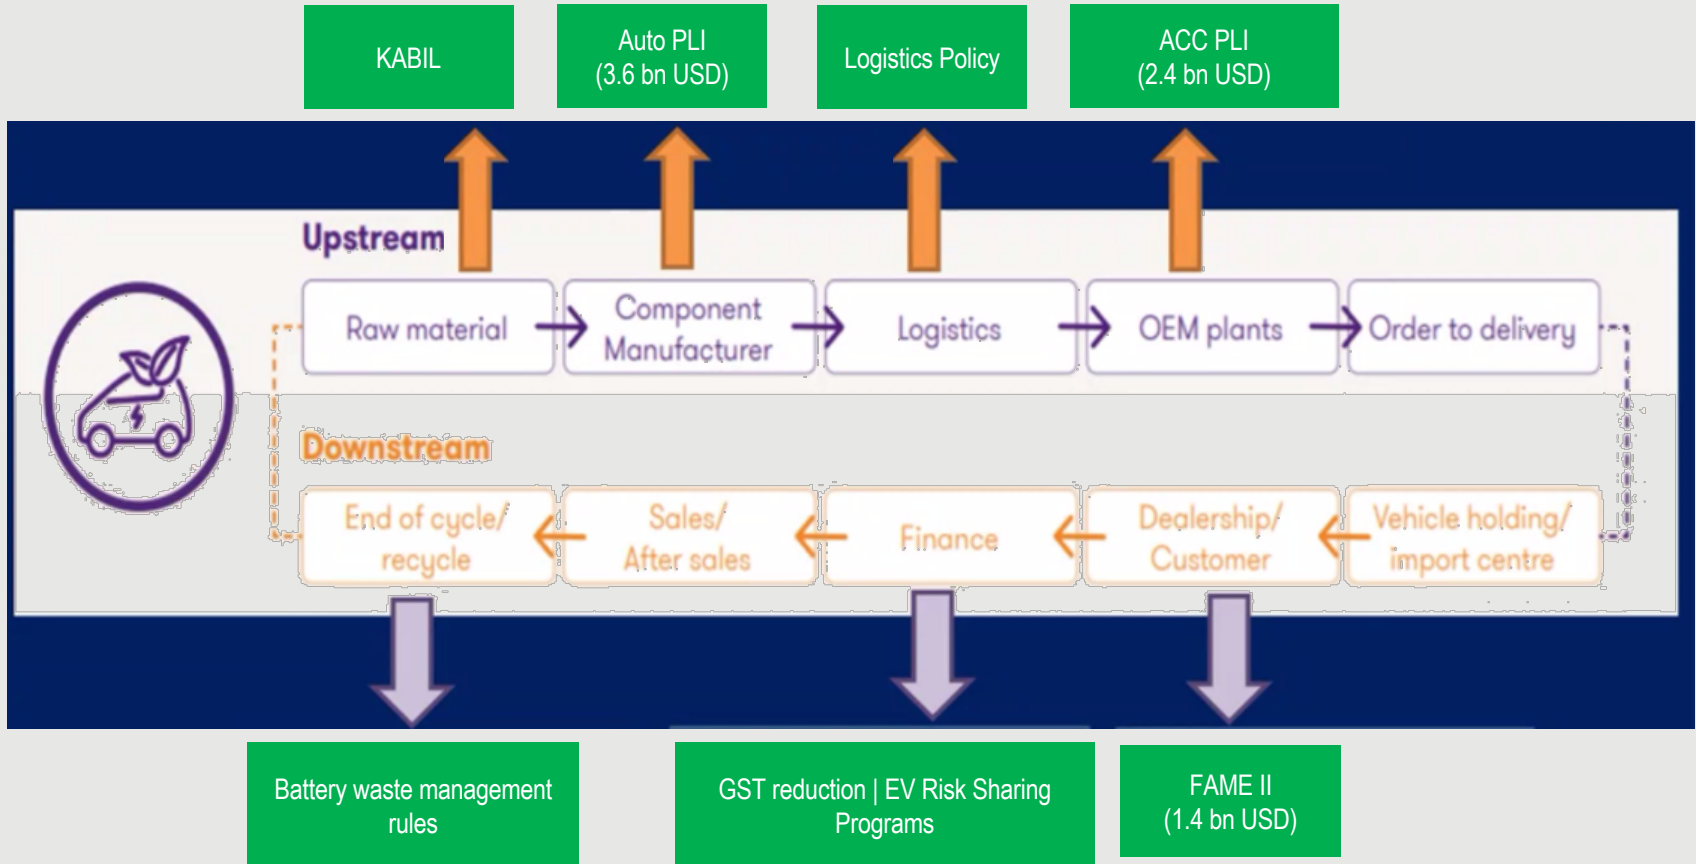 KABIL
Auto PLI
(3.6 bn USD)
Logistics Policy
ACC PLI
(2.4 bn USD)
Upstream
Raw material
Component
Manufacturer
Logistics
OEM plants
Order to delivery
Downstream
End of cycle/
recycle
Sales/
After sales
Finance
Dealership/
Customer
Vehicle holding/
import centre
Battery waste management
rules
GST reduction | EV Risk Sharing
Programs
FAME II
(1.4 bn USD)